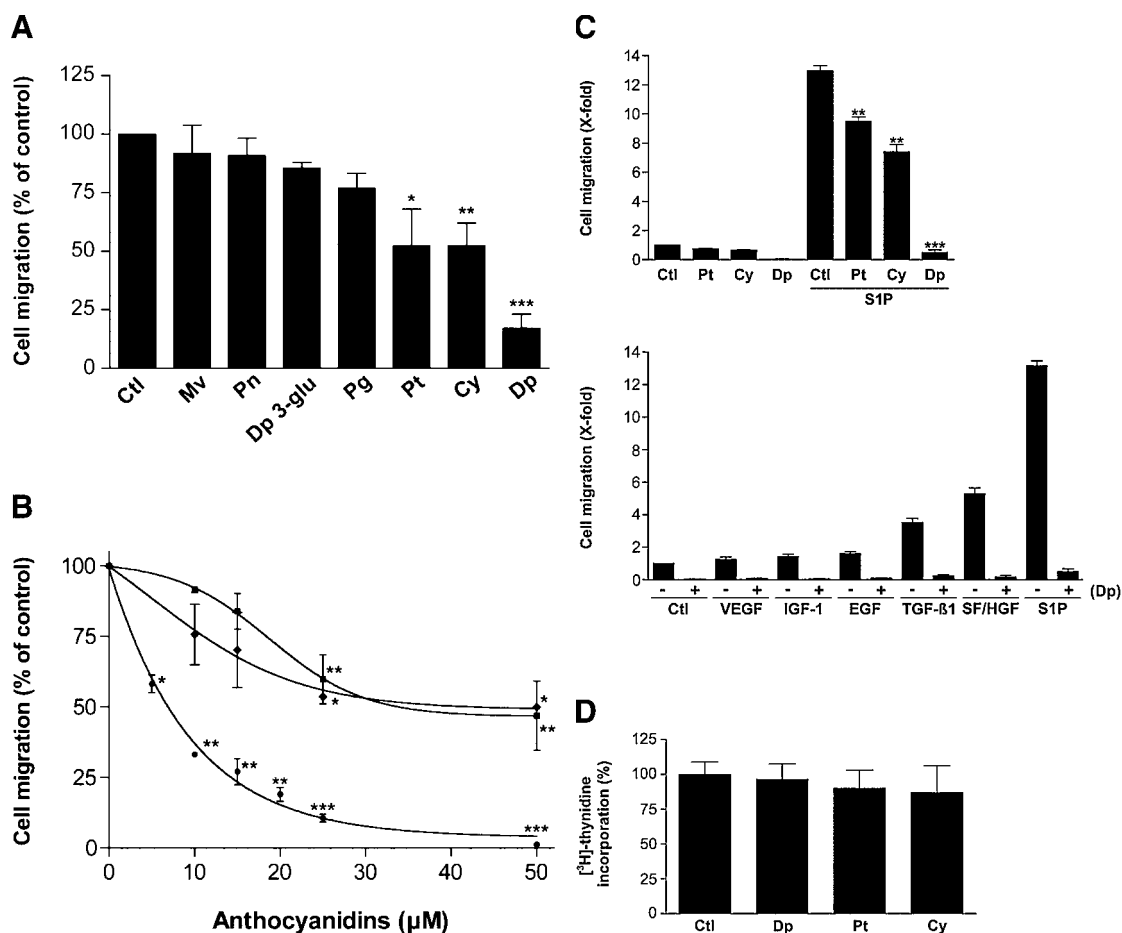 A
Cell migration (% of control)
125
100
75
50
25
0
*
**
***
Ctl Mv Pn Dp 3-glu Pg Pt Cy Dp
B
Cell migration (% of control)
100
75
50
25
0
* ** ** ** *** ***
** * * **
0 10 20 30 40 50
Anthocyanidins (µM)
C
Cell migration (X-fold)
14
12
10
8
6
4
2
0
** ** ***
Ctl Pt Cy Dp Ctl Pt Cy Dp
S1P
Cell migration (X-fold)
14
12
10
8
6
4
2
0
- + - + - + - + - + - + - + (Dp)
Ctl VEGF IGF-1 EGF TGF-ß1 SF/HGF S1P
D
[³H]-thynidine
incorporation (%)
125
100
75
50
25
0
Ctl Dp Pt Cy